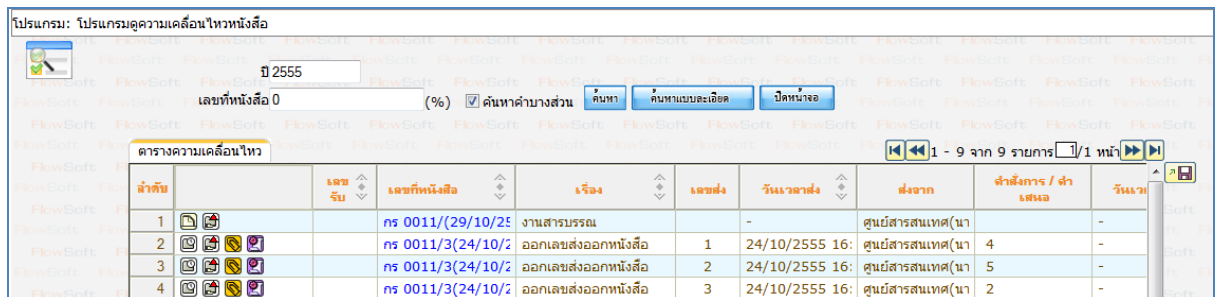 โปรแกรม: โปรแกรมดูความเคลื่อนไหวหนังสือ
ปี 2555
เลขที่หนังสือ 0 (%) ค้นหาคำบางส่วน ค้นหา ค้นหาแบบละเอียด ปิดหน้าจอ
ตารางความเคลื่อนไหว 1 - 9 จาก 9 รายการ 1/1 หน้า
ลำดับ เลขรับ เลขที่หนังสือ เรื่อง เลขส่ง วันเวลาส่ง ส่งจาก คำสั่งการ / คำเสนอ วันเวลา
1 กร 0011/(29/10/25 งานสารบรรณ - ศูนย์สารสนเทศ(นา -
2 กร 0011/3(24/10/2 ออกเลขส่งออกหนังสือ 1 24/10/2555 16: ศูนย์สารสนเทศ(นา 4 -
3 กร 0011/3(24/10/2 ออกเลขส่งออกหนังสือ 2 24/10/2555 16: ศูนย์สารสนเทศ(นา 5 -
4 กร 0011/3(24/10/2 ออกเลขส่งออกหนังสือ 3 24/10/2555 16: ศูนย์สารสนเทศ(นา 2 -